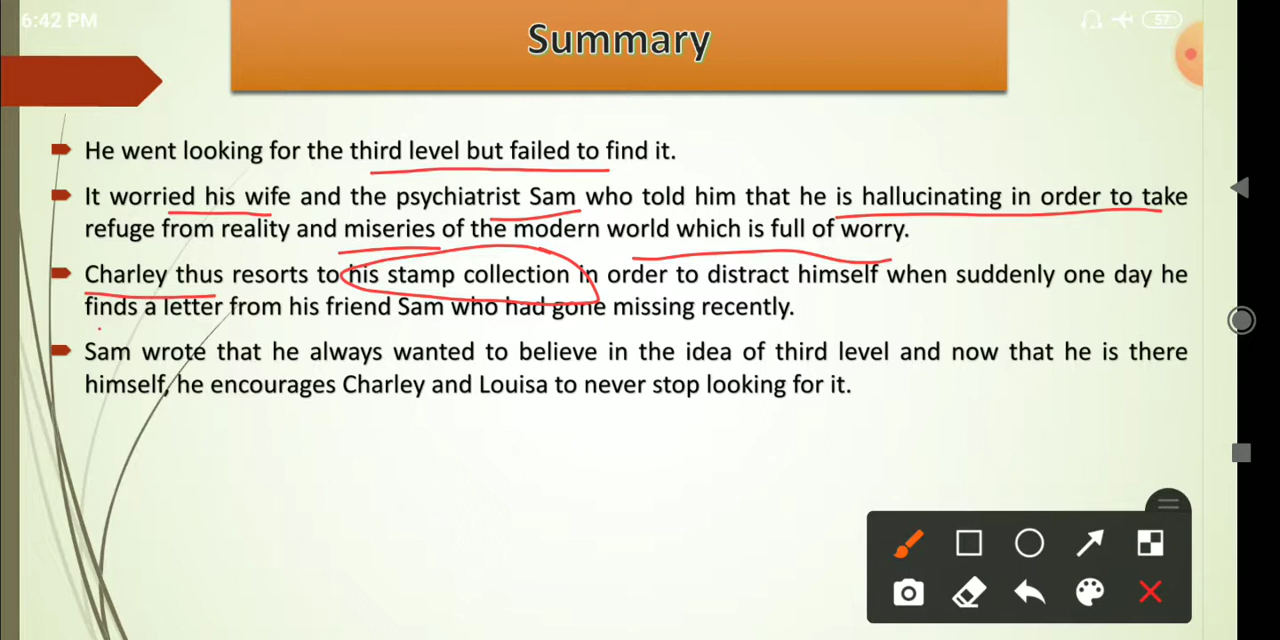 6:42 PM
57
Summary
He went looking for the third level but failed to find it.
It worried his wife and the psychiatrist Sam who told him that he is hallucinating in order to take
refuge from reality and miseries of the modern world which is full of worry.
Charley thus resorts to his stamp collection in order to distract himself when suddenly one day he
finds a letter from his friend Sam who had gone missing recently.
Sam wrote that he always wanted to believe in the idea of third level and now that he is there
himself, he encourages Charley and Louisa to never stop looking for it.